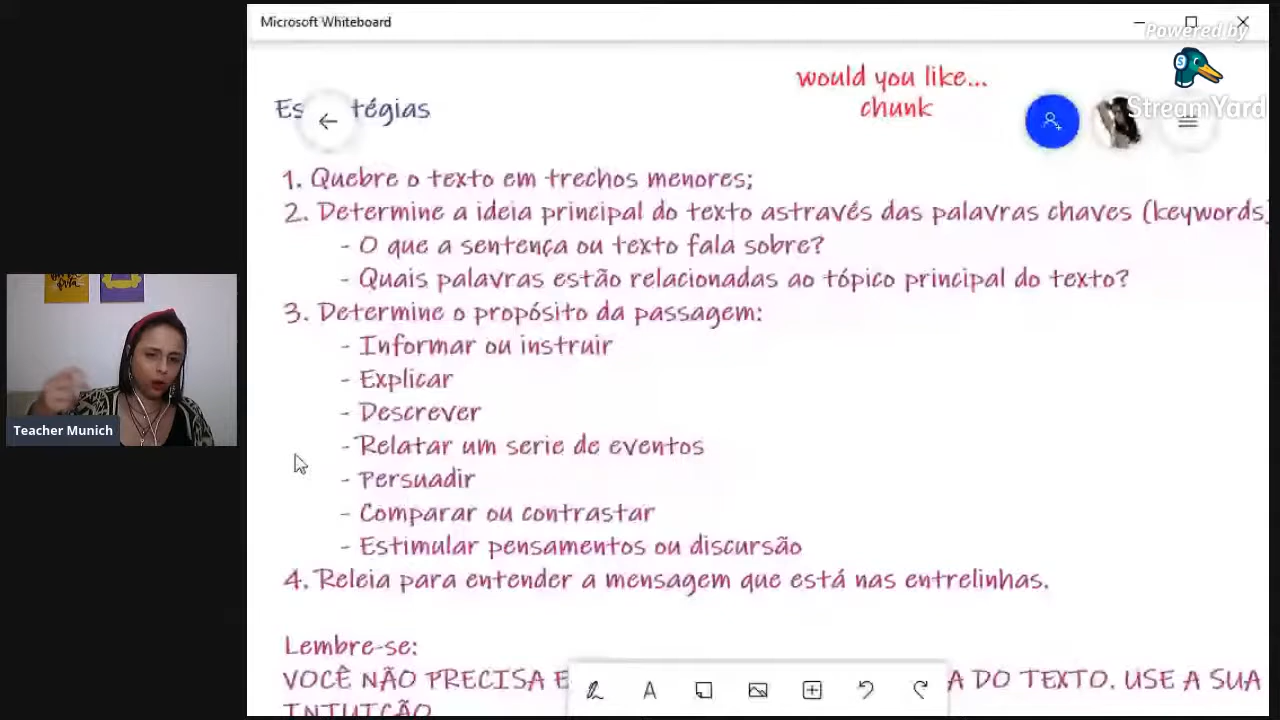 Microsoft Whiteboard
Powered by
StreamYard
would you like...
chunk
Es tégias
1. Quebre o texto em trechos menores;
2. Determine a ideia principal do texto astravés das palavras chaves (keywords)
- O que a sentença ou texto fala sobre?
- Quais palavras estão relacionadas ao tópico principal do texto?
3. Determine o propósito da passagem:
- Informar ou instruir
- Explicar
- Descrever
- Relatar um serie de eventos
- Persuadir
- Comparar ou contrastar
- Estimular pensamentos ou discursão
4. Releia para entender a mensagem que está nas entrelinhas.
Teacher Munich
Lembre-se:
VOCÊ NÃO PRECISA E A DO TEXTO. USE A SUA
INTUIÇÃO